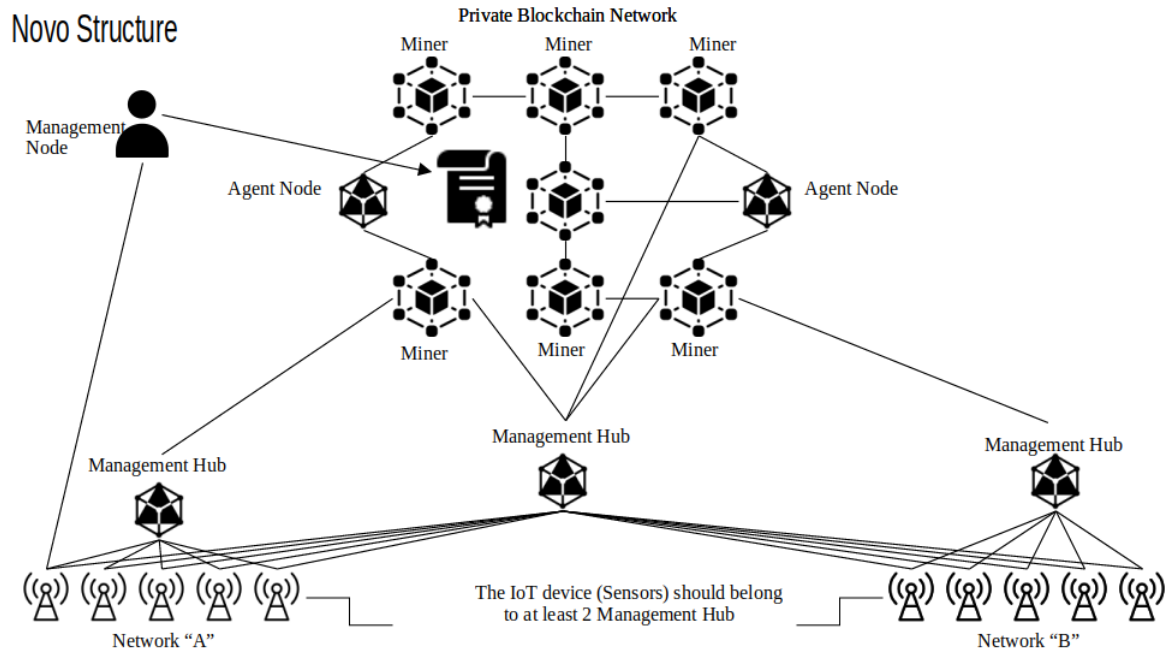 Novo Structure
Private Blockchain Network
Miner
Miner
Miner
Management
Node
Agent Node
Agent Node
Miner
Miner
Miner
Management Hub
Management Hub
Management Hub
The IoT device (Sensors) should belong
to at least 2 Management Hub
Network “A”
Network “B”